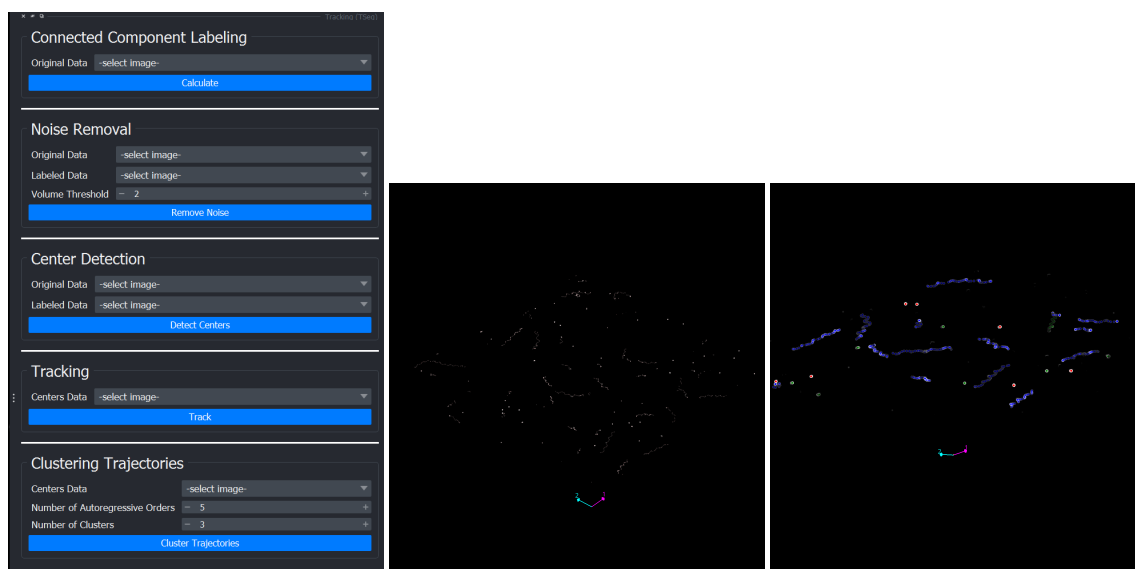 Tracking (TSeg)
Connected Component Labeling
Original Data -select image-
Calculate
Noise Removal
Original Data -select image-
Labeled Data -select image-
Volume Threshold − 2 +
Remove Noise
Center Detection
Original Data -select image-
Labeled Data -select image-
Detect Centers
Tracking
Centers Data -select image-
Track
Clustering Trajectories
Centers Data -select image-
Number of Autoregressive Orders − 5 +
Number of Clusters − 3 +
Cluster Trajectories